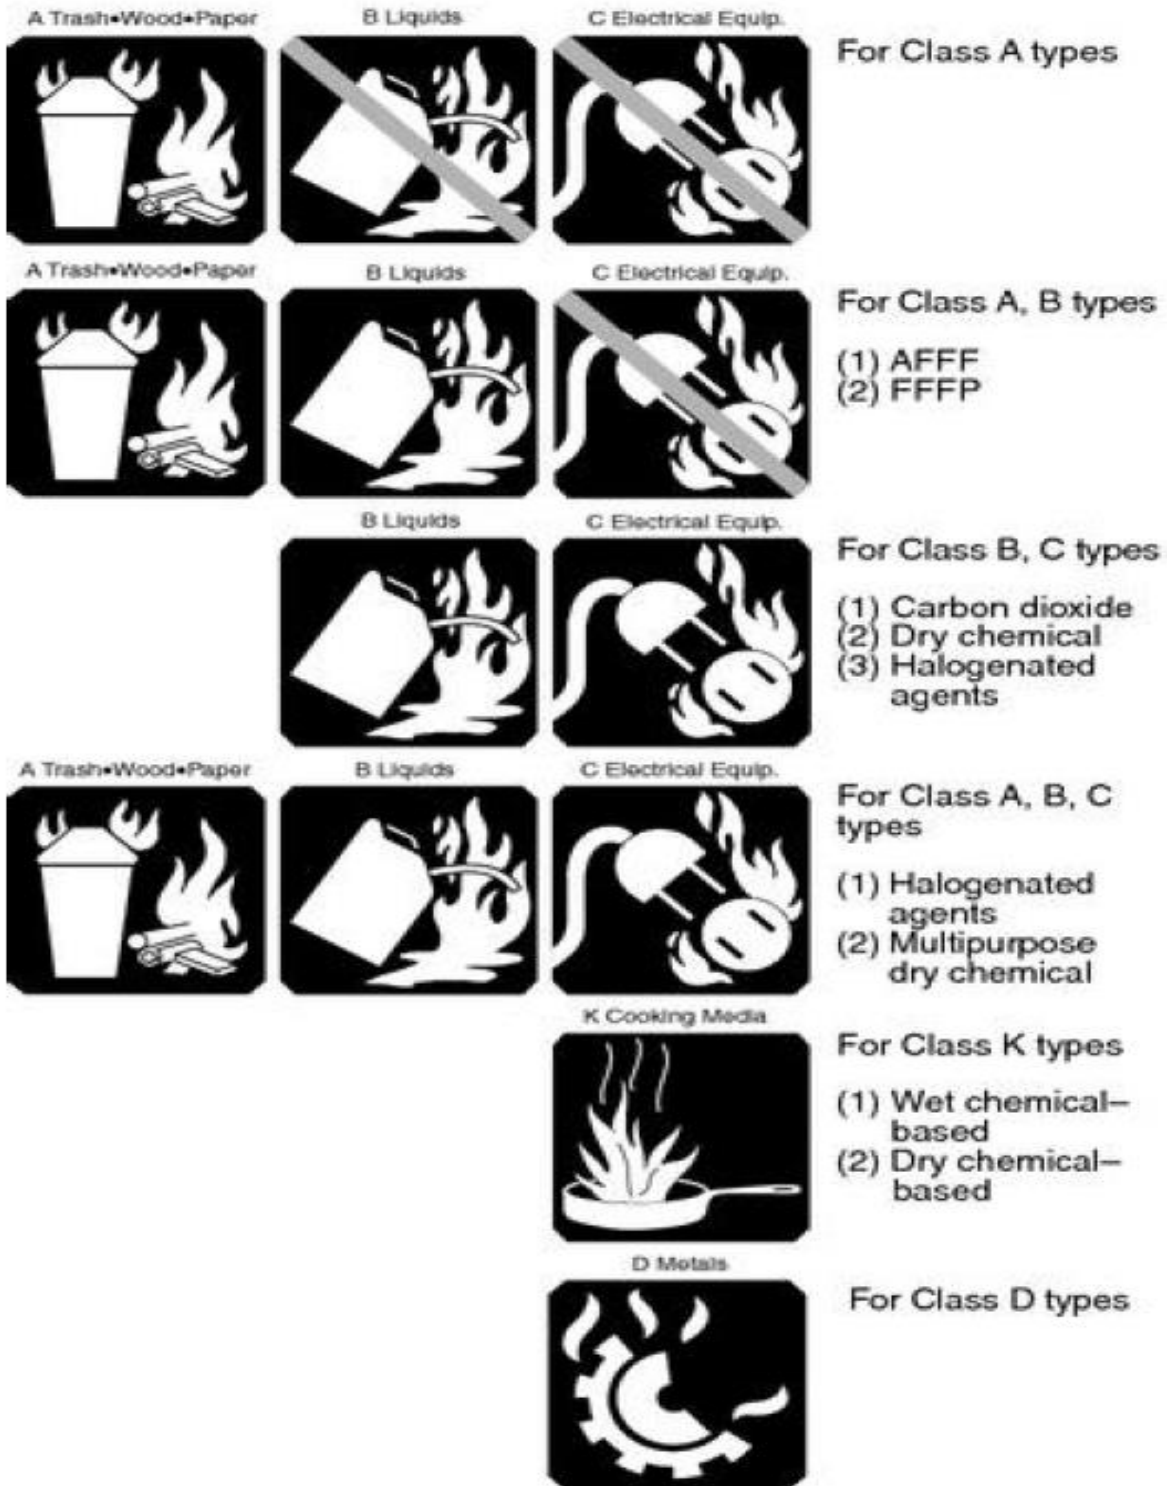 A Trash•Wood•Paper
B Liquids
C Electrical Equip.
For Class A types
A Trash•Wood•Paper
B Liquids
C Electrical Equip.
For Class A, B types
(1) AFFF
(2) FFFP
B Liquids
C Electrical Equip.
For Class B, C types
(1) Carbon dioxide
(2) Dry chemical
(3) Halogenated
agents
A Trash•Wood•Paper
B Liquids
C Electrical Equip.
For Class A, B, C
types
(1) Halogenated
agents
(2) Multipurpose
dry chemical
K Cooking Media
For Class K types
(1) Wet chemical–
based
(2) Dry chemical–
based
D Metals
For Class D types